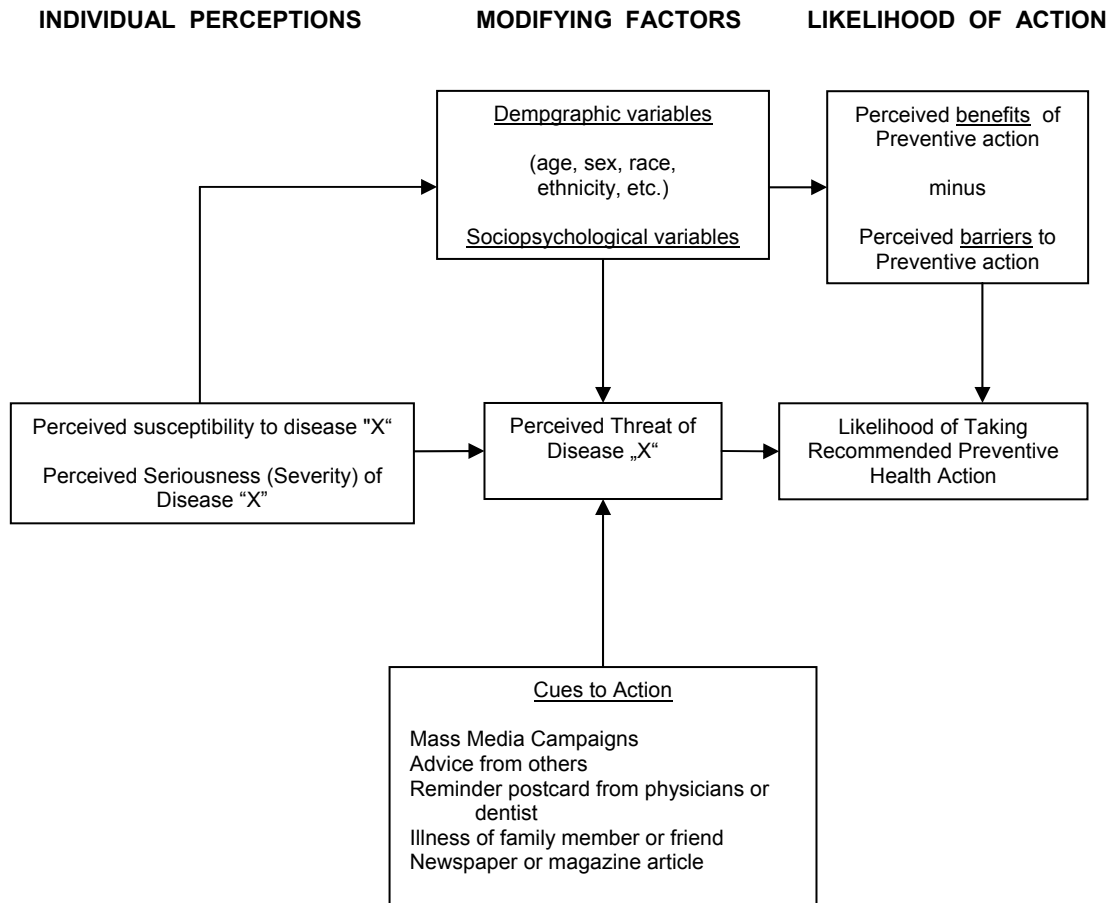 INDIVIDUAL PERCEPTIONS
MODIFYING FACTORS
LIKELIHOOD OF ACTION
Dempgraphic variables
(age, sex, race,
ethnicity, etc.)
Sociopsychological variables
Perceived benefits of
Preventive action
minus
Perceived barriers to
Preventive action
Perceived susceptibility to disease "X“
Perceived Seriousness (Severity) of
Disease “X”
Perceived Threat of
Disease „X“
Likelihood of Taking
Recommended Preventive
Health Action
Cues to Action
Mass Media Campaigns
Advice from others
Reminder postcard from physicians or
dentist
Illness of family member or friend
Newspaper or magazine article